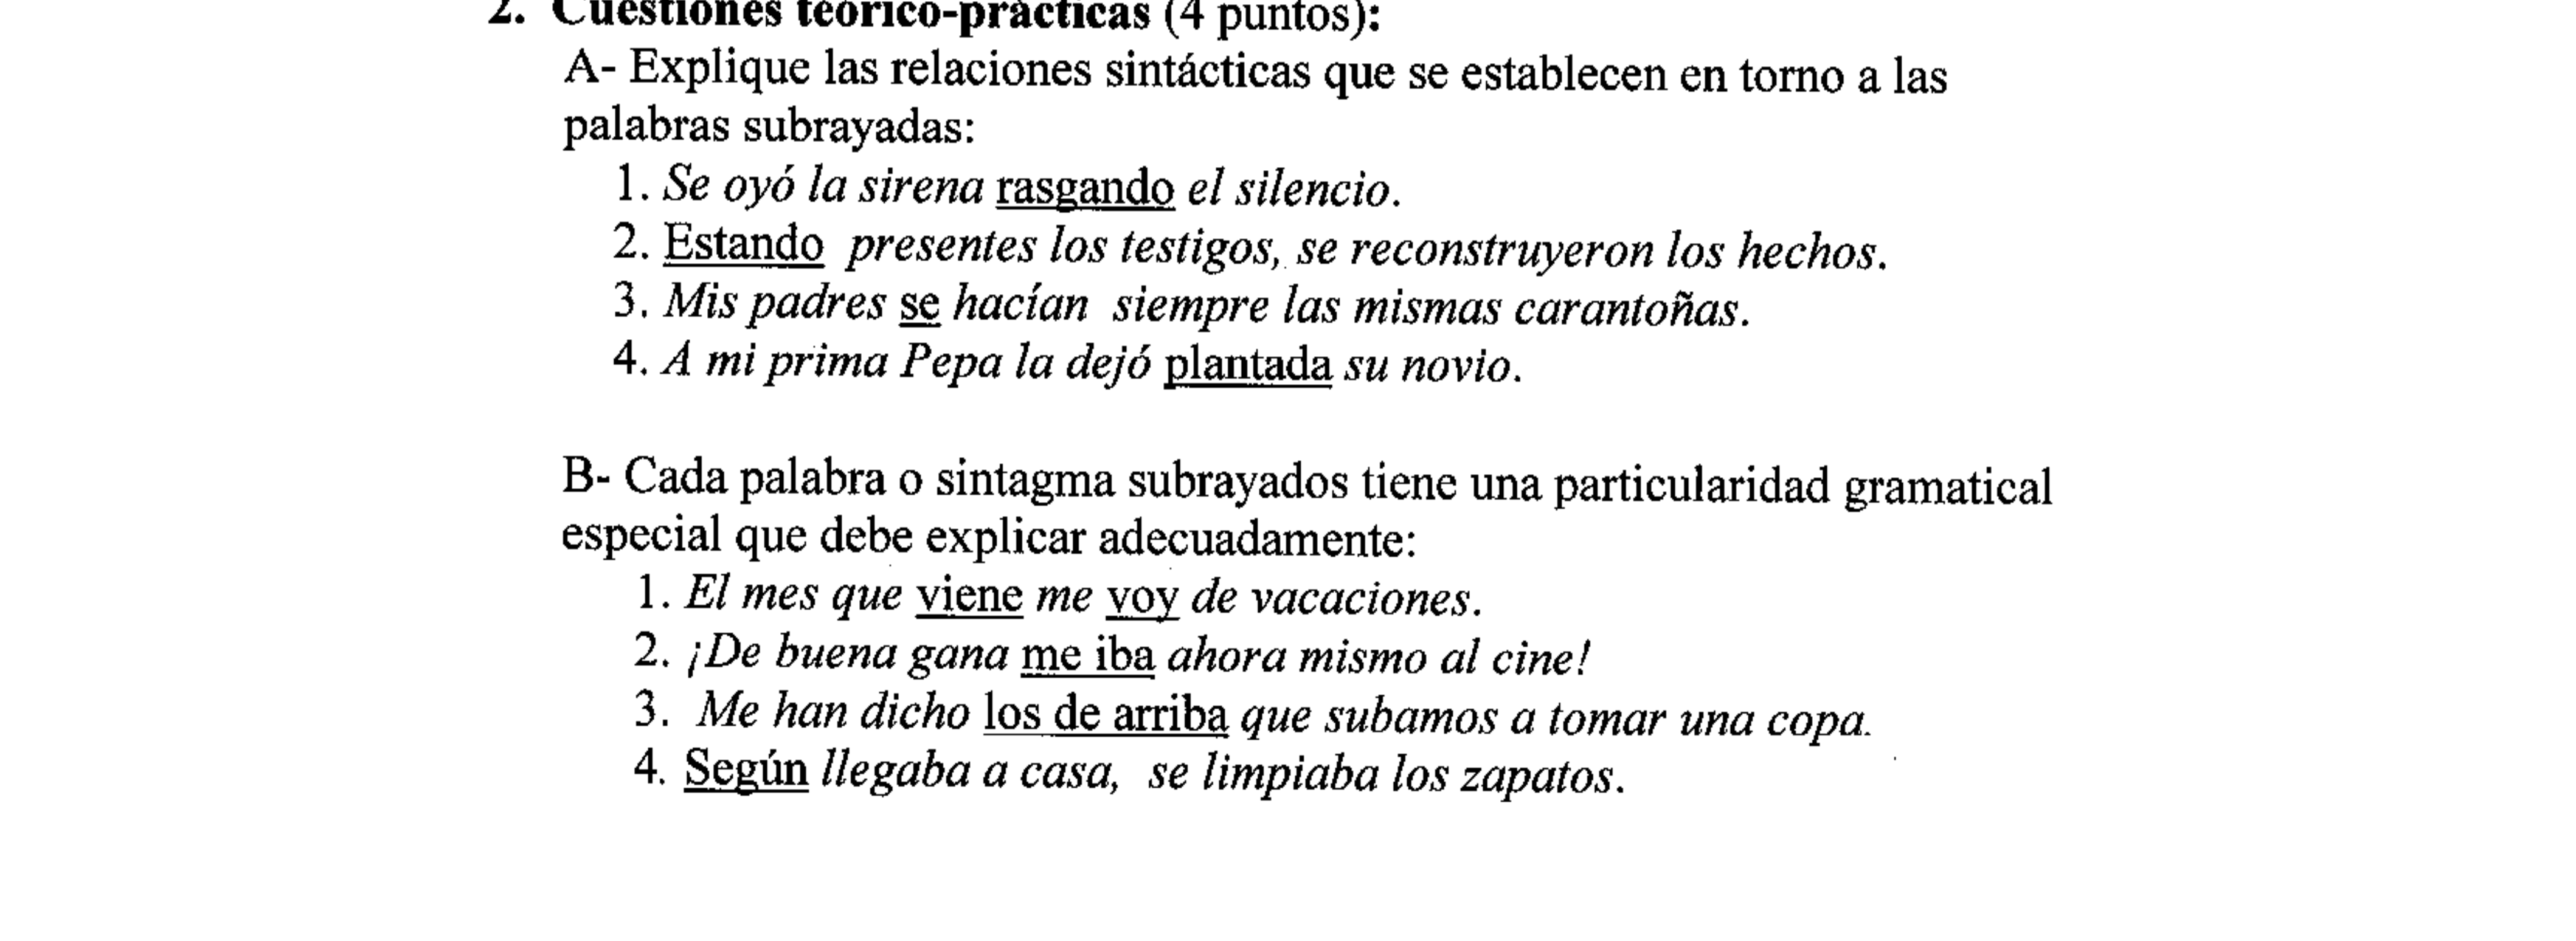 2. Cuestiones teórico-prácticas (4 puntos):
A- Explique las relaciones sintácticas que se establecen en torno a las
palabras subrayadas:
1. Se oyó la sirena rasgando el silencio.
2. Estando presentes los testigos, se reconstruyeron los hechos.
3. Mis padres se hacían siempre las mismas carantoñas.
4. A mi prima Pepa la dejó plantada su novio.
B- Cada palabra o sintagma subrayados tiene una particularidad gramatical
especial que debe explicar adecuadamente:
1. El mes que viene me voy de vacaciones.
2. ¡De buena gana me iba ahora mismo al cine!
3. Me han dicho los de arriba que subamos a tomar una copa.
4. Según llegaba a casa, se limpiaba los zapatos.